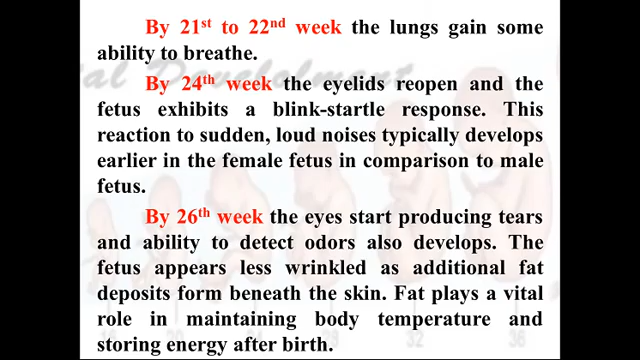 By 21st to 22nd week the lungs gain some
ability to breathe.
By 24th week the eyelids reopen and the
fetus exhibits a blink-startle response. This
reaction to sudden, loud noises typically develops
earlier in the female fetus in comparison to male
fetus.
By 26th week the eyes start producing tears
and ability to detect odors also develops. The
fetus appears less wrinkled as additional fat
deposits form beneath the skin. Fat plays a vital
role in maintaining body temperature and
storing energy after birth.
32
36